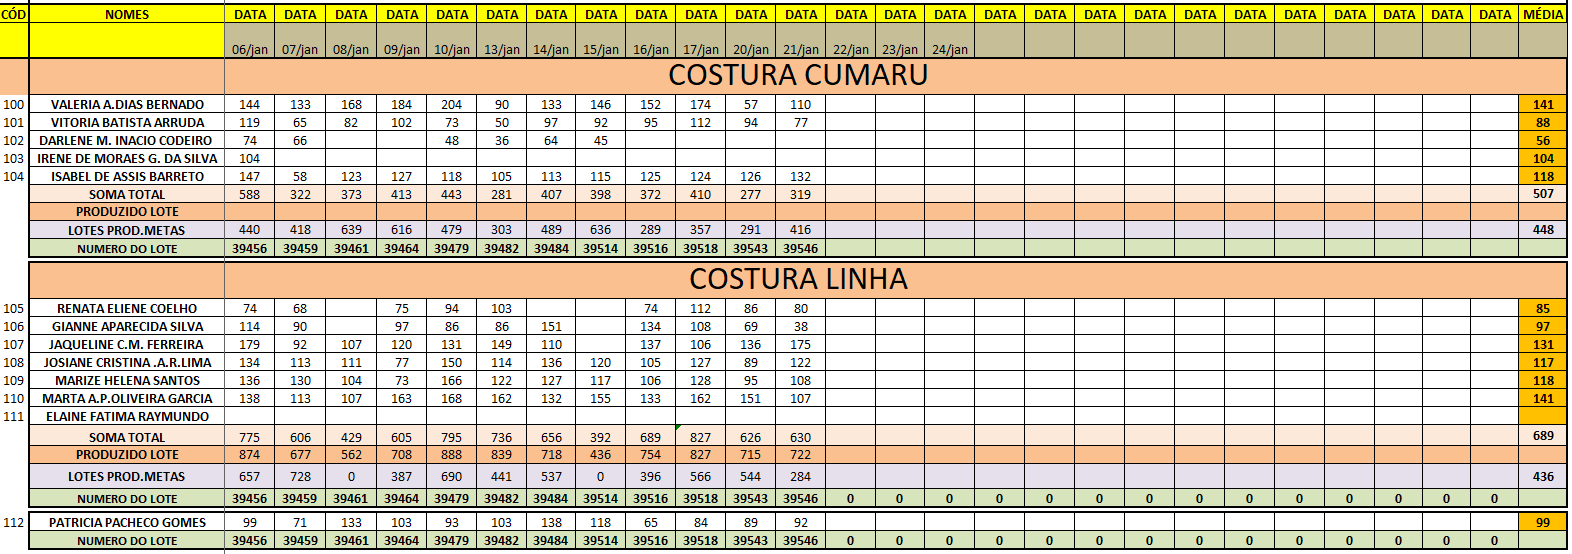 CÓD NOMES DATA DATA DATA DATA DATA DATA DATA DATA DATA DATA DATA DATA DATA DATA DATA DATA DATA DATA DATA DATA DATA DATA DATA DATA DATA DATA MÉDIA
06/jan 07/jan 08/jan 09/jan 10/jan 13/jan 14/jan 15/jan 16/jan 17/jan 20/jan 21/jan 22/jan 23/jan 24/jan
COSTURA CUMARU
100 VALERIA A.DIAS BERNADO 144 133 168 184 204 90 133 146 152 174 57 110 141
101 VITORIA BATISTA ARRUDA 119 65 82 102 73 50 97 92 95 112 94 77 88
102 DARLENE M. INACIO CODEIRO 74 66 48 36 64 45 56
103 IRENE DE MORAES G. DA SILVA 104 104
104 ISABEL DE ASSIS BARRETO 147 58 123 127 118 105 113 115 125 124 126 132 118
SOMA TOTAL 588 322 373 413 443 281 407 398 372 410 277 319 507
PRODUZIDO LOTE
LOTES PROD.METAS 440 418 639 616 479 303 489 636 289 357 291 416 448
NUMERO DO LOTE 39456 39459 39461 39464 39479 39482 39484 39514 39516 39518 39543 39546
COSTURA LINHA
105 RENATA ELIENE COELHO 74 68 75 94 103 74 112 86 80 85
106 GIANNE APARECIDA SILVA 114 90 97 86 86 151 134 108 69 38 97
107 JAQUELINE C.M. FERREIRA 179 92 107 120 131 149 110 137 106 136 175 131
108 JOSIANE CRISTINA .A.R.LIMA 134 113 111 77 150 114 136 120 105 127 89 122 117
109 MARIZE HELENA SANTOS 136 130 104 73 166 122 127 117 106 128 95 108 118
110 MARTA A.P.OLIVEIRA GARCIA 138 113 107 163 168 162 132 155 133 162 151 107 141
111 ELAINE FATIMA RAYMUNDO
SOMA TOTAL 775 606 429 605 795 736 656 392 689 827 626 630 689
PRODUZIDO LOTE 874 677 562 708 888 839 718 436 754 827 715 722
LOTES PROD.METAS 657 728 0 387 690 441 537 0 396 566 544 284 436
NUMERO DO LOTE 39456 39459 39461 39464 39479 39482 39484 39514 39516 39518 39543 39546 0 0 0 0 0 0 0 0 0 0 0 0 0 0
112 PATRICIA PACHECO GOMES 99 71 133 103 93 103 138 118 65 84 89 92 99
NUMERO DO LOTE 39456 39459 39461 39464 39479 39482 39484 39514 39516 39518 39543 39546 0 0 0 0 0 0 0 0 0 0 0 0 0 0